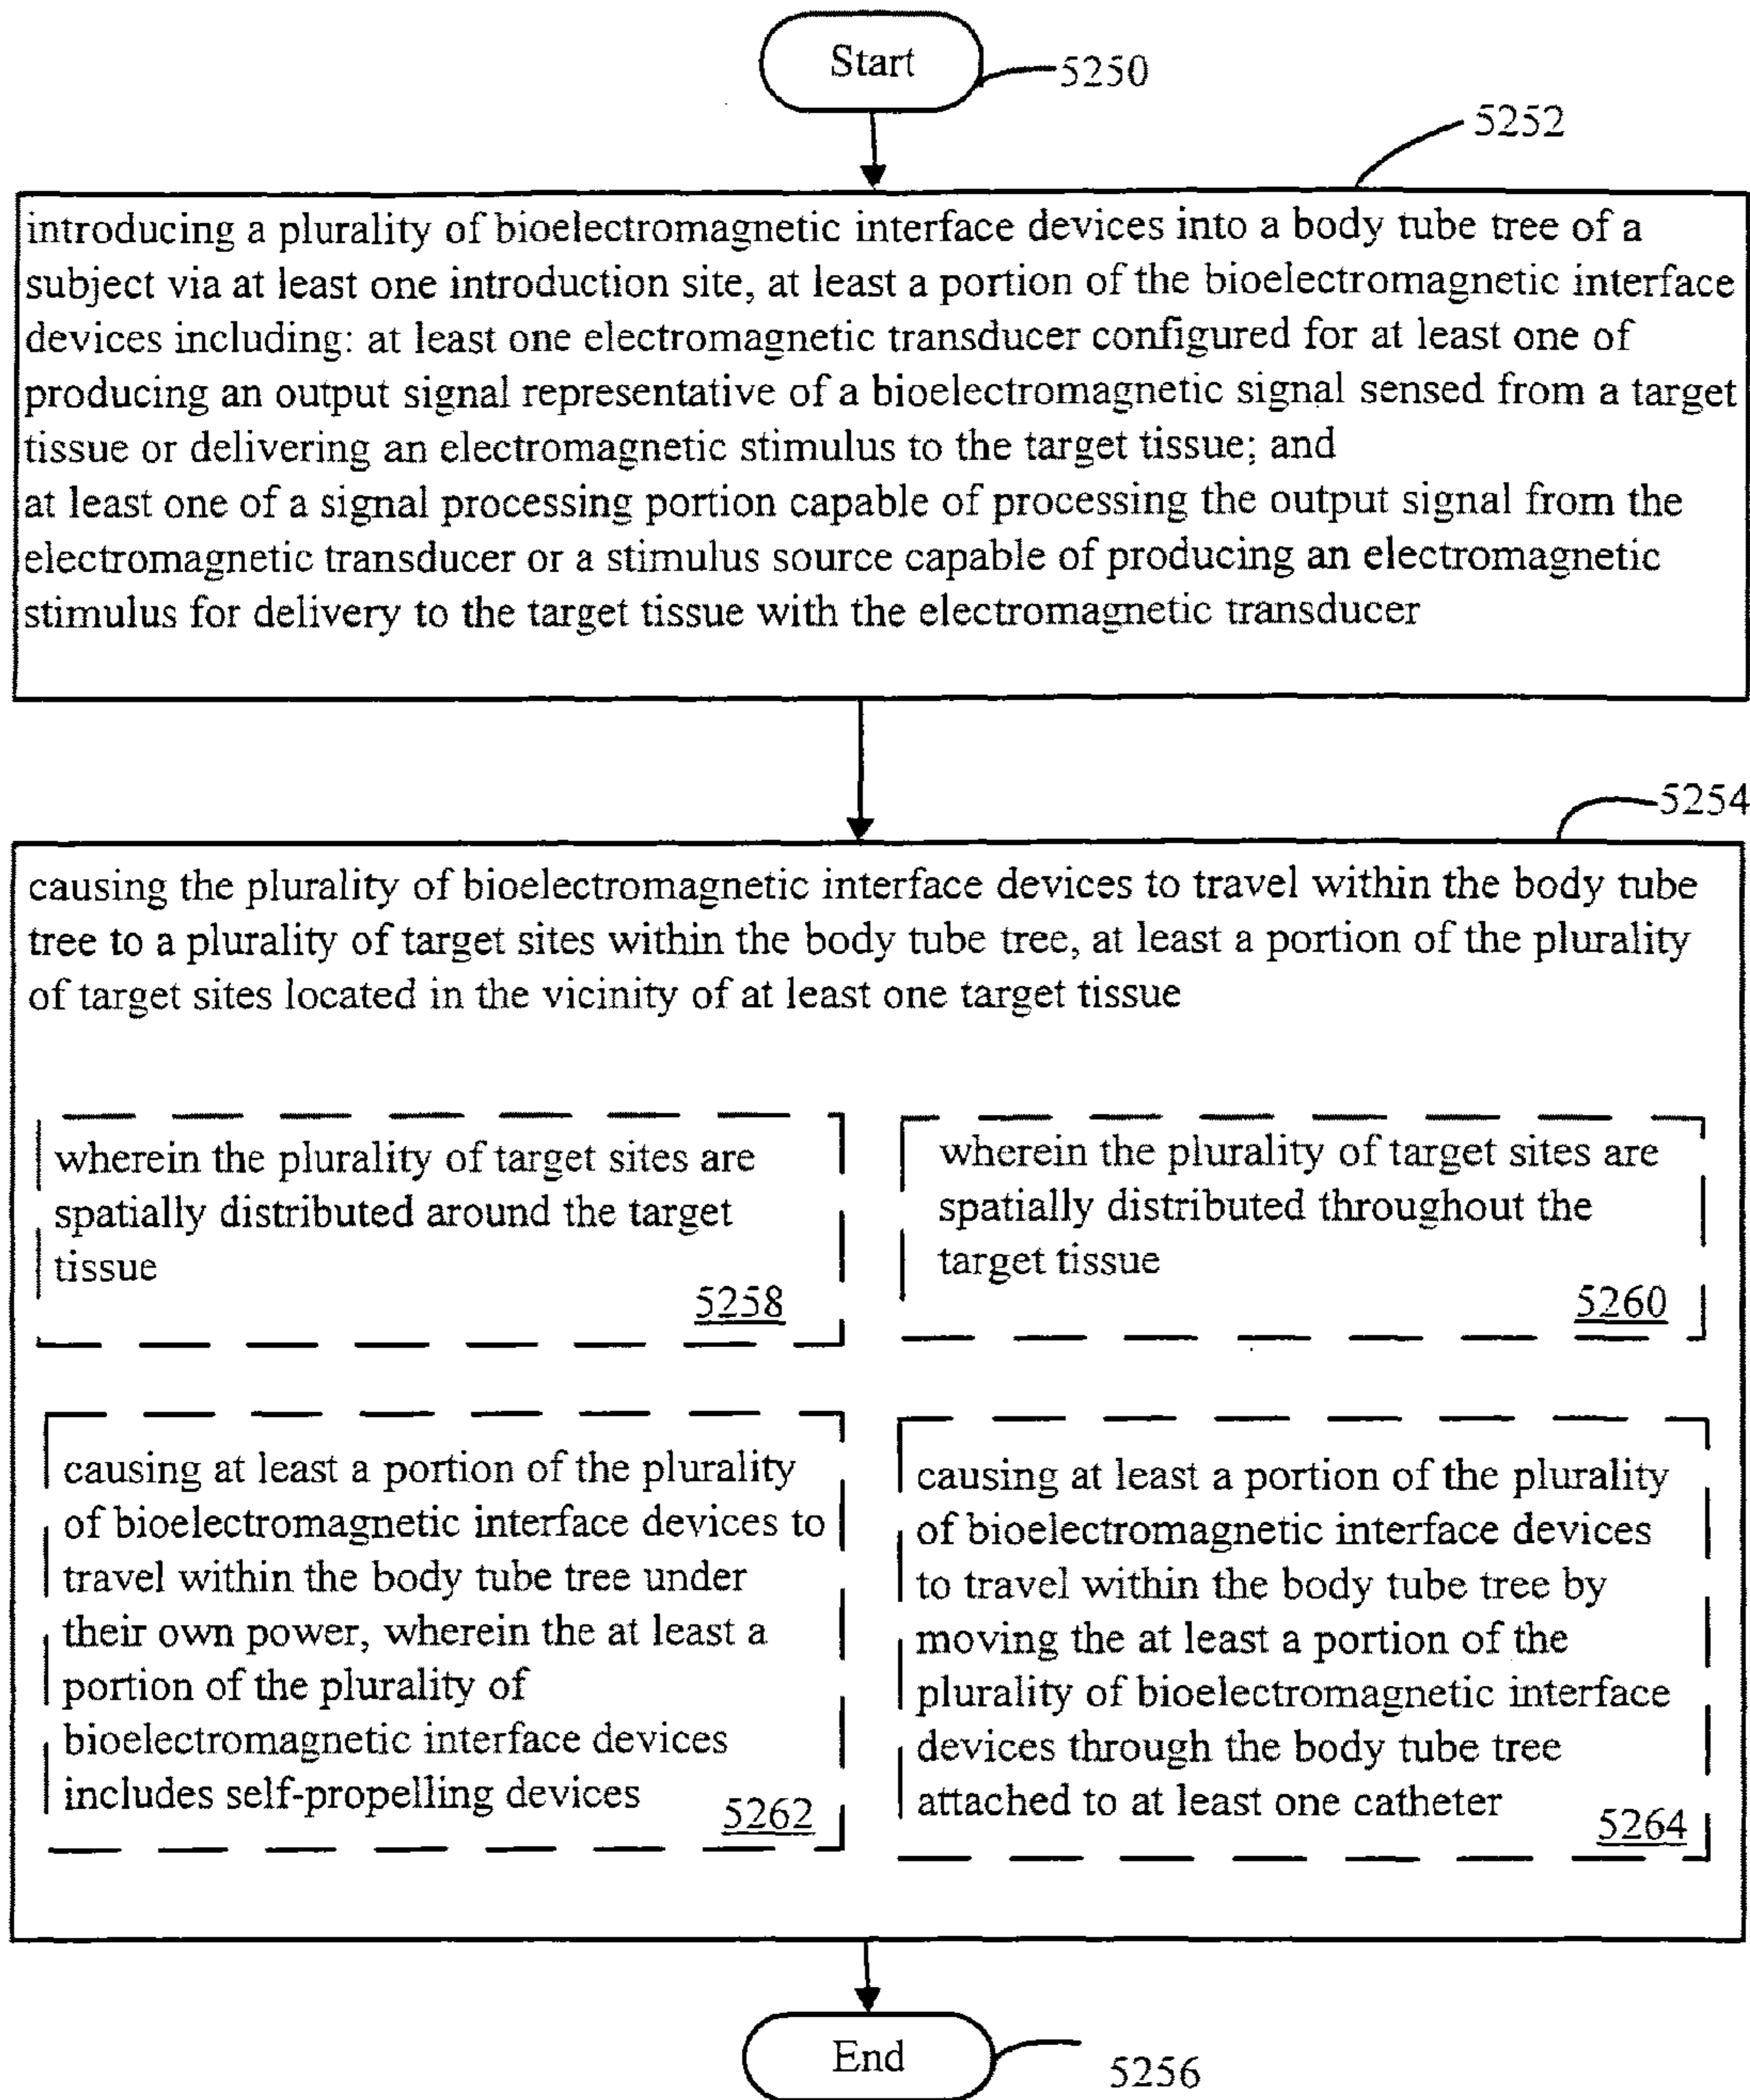 Start
5250
5252
introducing a plurality of bioelectromagnetic interface devices into a body tube tree of a
subject via at least one introduction site, at least a portion of the bioelectromagnetic interface
devices including: at least one electromagnetic transducer configured for at least one of
producing an output signal representative of a bioelectromagnetic signal sensed from a target
tissue or delivering an electromagnetic stimulus to the target tissue; and
at least one of a signal processing portion capable of processing the output signal from the
electromagnetic transducer or a stimulus source capable of producing an electromagnetic
stimulus for delivery to the target tissue with the electromagnetic transducer
5254
causing the plurality of bioelectromagnetic interface devices to travel within the body tube
tree to a plurality of target sites within the body tube tree, at least a portion of the plurality
of target sites located in the vicinity of at least one target tissue
wherein the plurality of target sites are
spatially distributed around the target
tissue
5258
wherein the plurality of target sites are
spatially distributed throughout the
target tissue
5260
causing at least a portion of the plurality
of bioelectromagnetic interface devices to
travel within the body tube tree under
their own power, wherein the at least a
portion of the plurality of
bioelectromagnetic interface devices
includes self-propelling devices
5262
causing at least a portion of the plurality
of bioelectromagnetic interface devices
to travel within the body tube tree by
moving the at least a portion of the
plurality of bioelectromagnetic interface
devices through the body tube tree
attached to at least one catheter
5264
End
5256